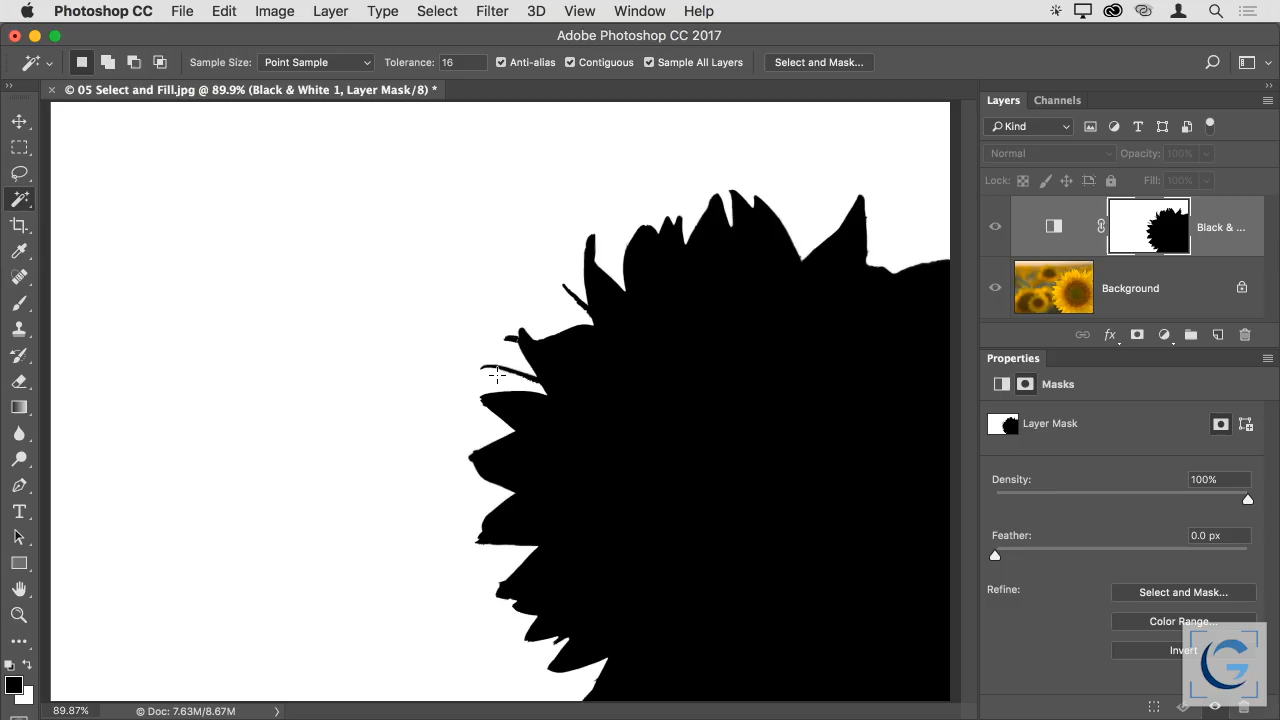 Photoshop CC File Edit Image Layer Type Select Filter 3D View Window Help
Adobe Photoshop CC 2017
Sample Size: Point Sample Tolerance: 16 Anti-alias Contiguous Sample All Layers Select and Mask...
© 05 Select and Fill.jpg @ 89.9% (Black & White 1, Layer Mask/8) *
Layers Channels
Kind
Normal Opacity: 100%
Lock: Fill: 100%
Black & ...
Background
Properties
Masks
Layer Mask
Density: 100%
Feather: 0.0 px
Refine: Select and Mask...
Color Range...
Invert
89.87% © Doc: 7.63M/8.67M